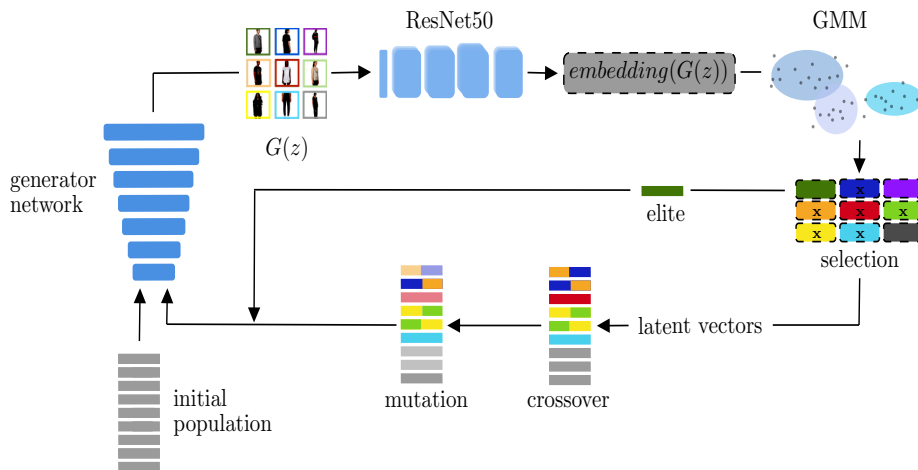 ResNet50
GMM
embedding(G(z))
G(z)
generator
network
elite
x
x x x
x x
selection
latent vectors
mutation
crossover
initial
population